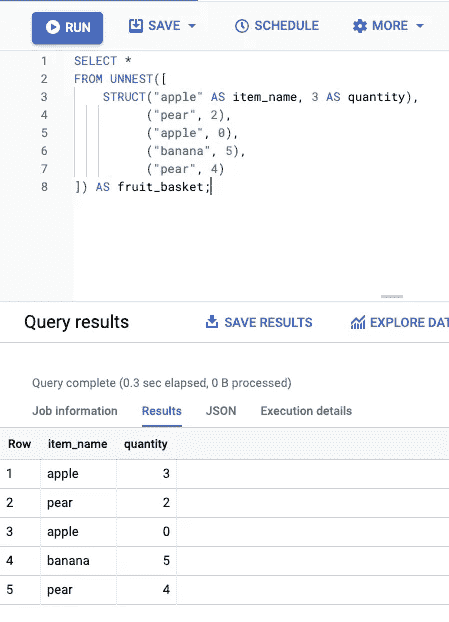 RUN SAVE SCHEDULE MORE
1 SELECT *
2 FROM UNNEST([
3 STRUCT("apple" AS item_name, 3 AS quantity),
4 ("pear", 2),
5 ("apple", 0),
6 ("banana", 5),
7 ("pear", 4)
8 ]) AS fruit_basket;
Query results SAVE RESULTS EXPLORE DAT
Query complete (0.3 sec elapsed, 0 B processed)
Job information Results JSON Execution details
Row item_name quantity
1 apple 3
2 pear 2
3 apple 0
4 banana 5
5 pear 4